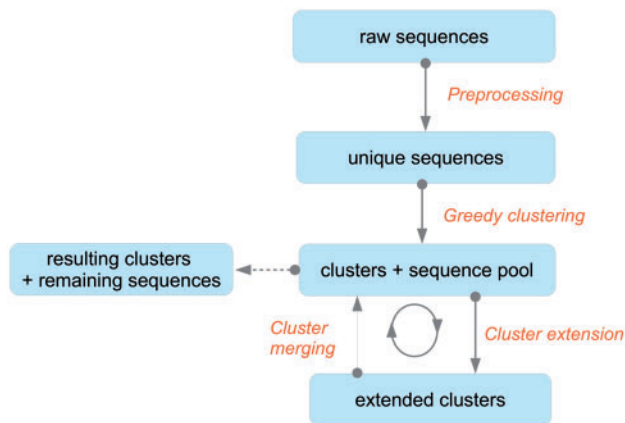 raw sequences
Preprocessing
unique sequences
Greedy clustering
resulting clusters
+ remaining sequences
clusters + sequence pool
Cluster
merging
Cluster extension
extended clusters